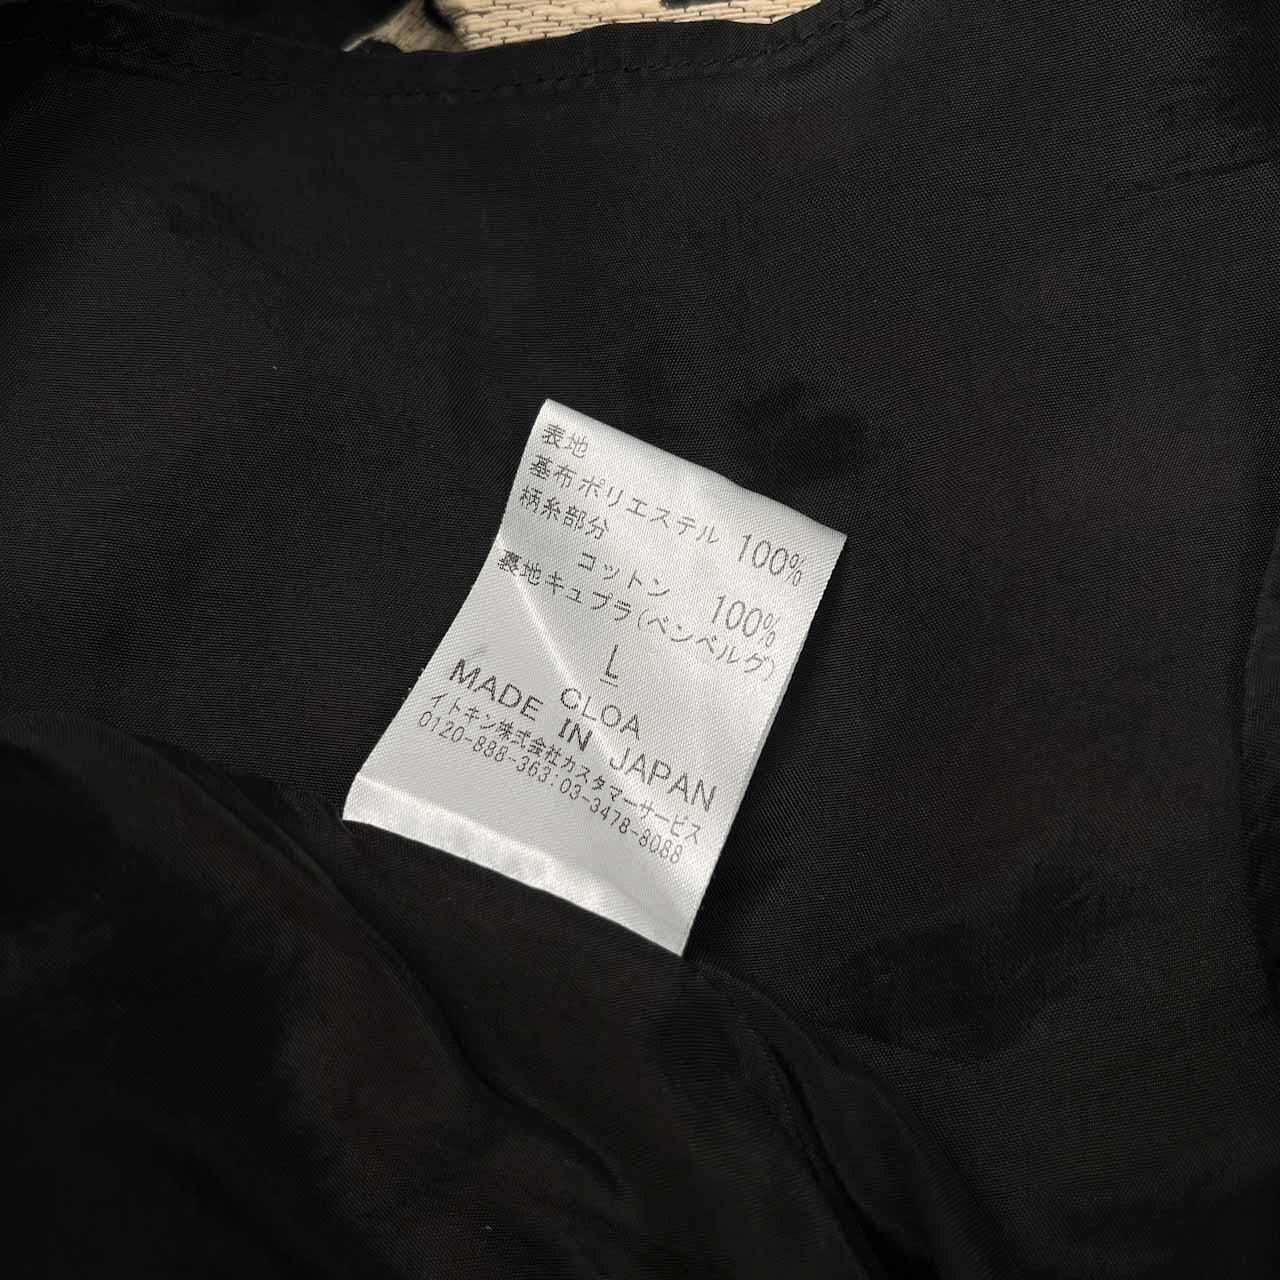 表地
基布ポリエステル 100%
柄糸部分
コットン 100%
裏地キュプラ(ベンベルグ)
L
CLOA
MADE IN JAPAN
イトキン株式会社カスタマーサービス
0120-888-363:03-3478-8088